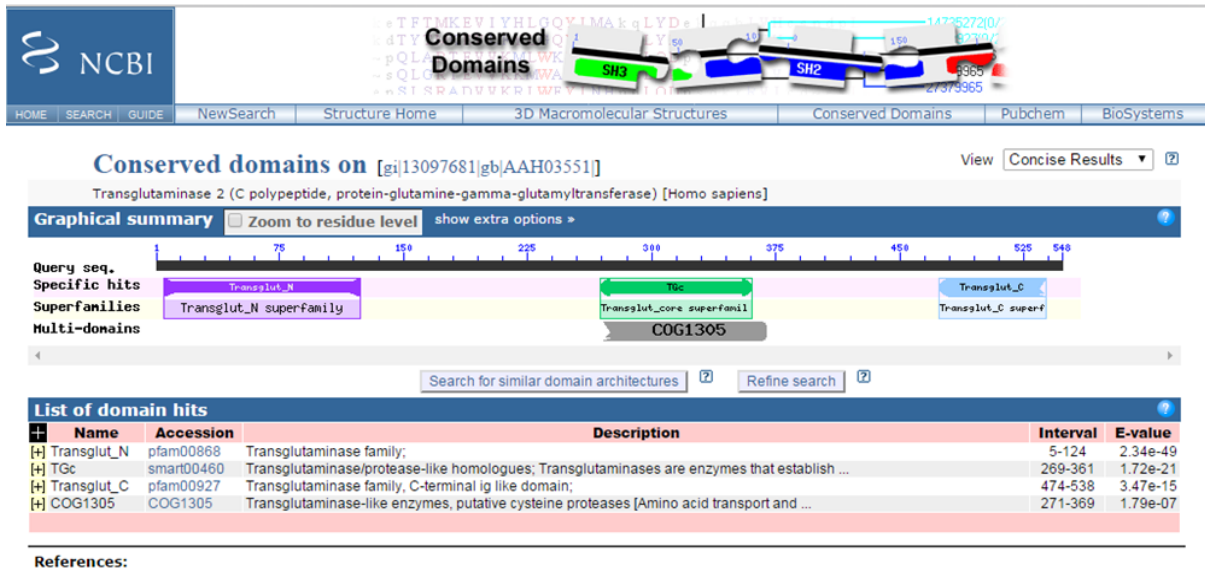 NCBI
Conserved
Domains
SH3
SH2
HOME SEARCH GUIDE NewSearch Structure Home 3D Macromolecular Structures Conserved Domains Pubchem BioSystems
Conserved domains on [gi|13097681|gb|AAH03551|]
View Concise Results
Transglutaminase 2 (C polypeptide, protein-glutamine-gamma-glutamyltransferase) [Homo sapiens]
Graphical summary Zoom to residue level show extra options »
1 75 150 225 300 375 450 525 548
Query seq.
Specific hits Transglut_N TGc Transglut_C
Superfamilies Transglut_N superfamily Transglut_core superfamil Transglut_C superf
Multi-domains COG1305
Search for similar domain architectures ? Refine search ?
List of domain hits
+ Name Accession Description Interval E-value
[+] Transglut_N pfam00868 Transglutaminase family; 5-124 2.34e-49
[+] TGc smart00460 Transglutaminase/protease-like homologues; Transglutaminases are enzymes that establish ... 269-361 1.72e-21
[+] Transglut_C pfam00927 Transglutaminase family, C-terminal ig like domain; 474-538 3.47e-15
[+] COG1305 COG1305 Transglutaminase-like enzymes, putative cysteine proteases [Amino acid transport and ... 271-369 1.79e-07
References: